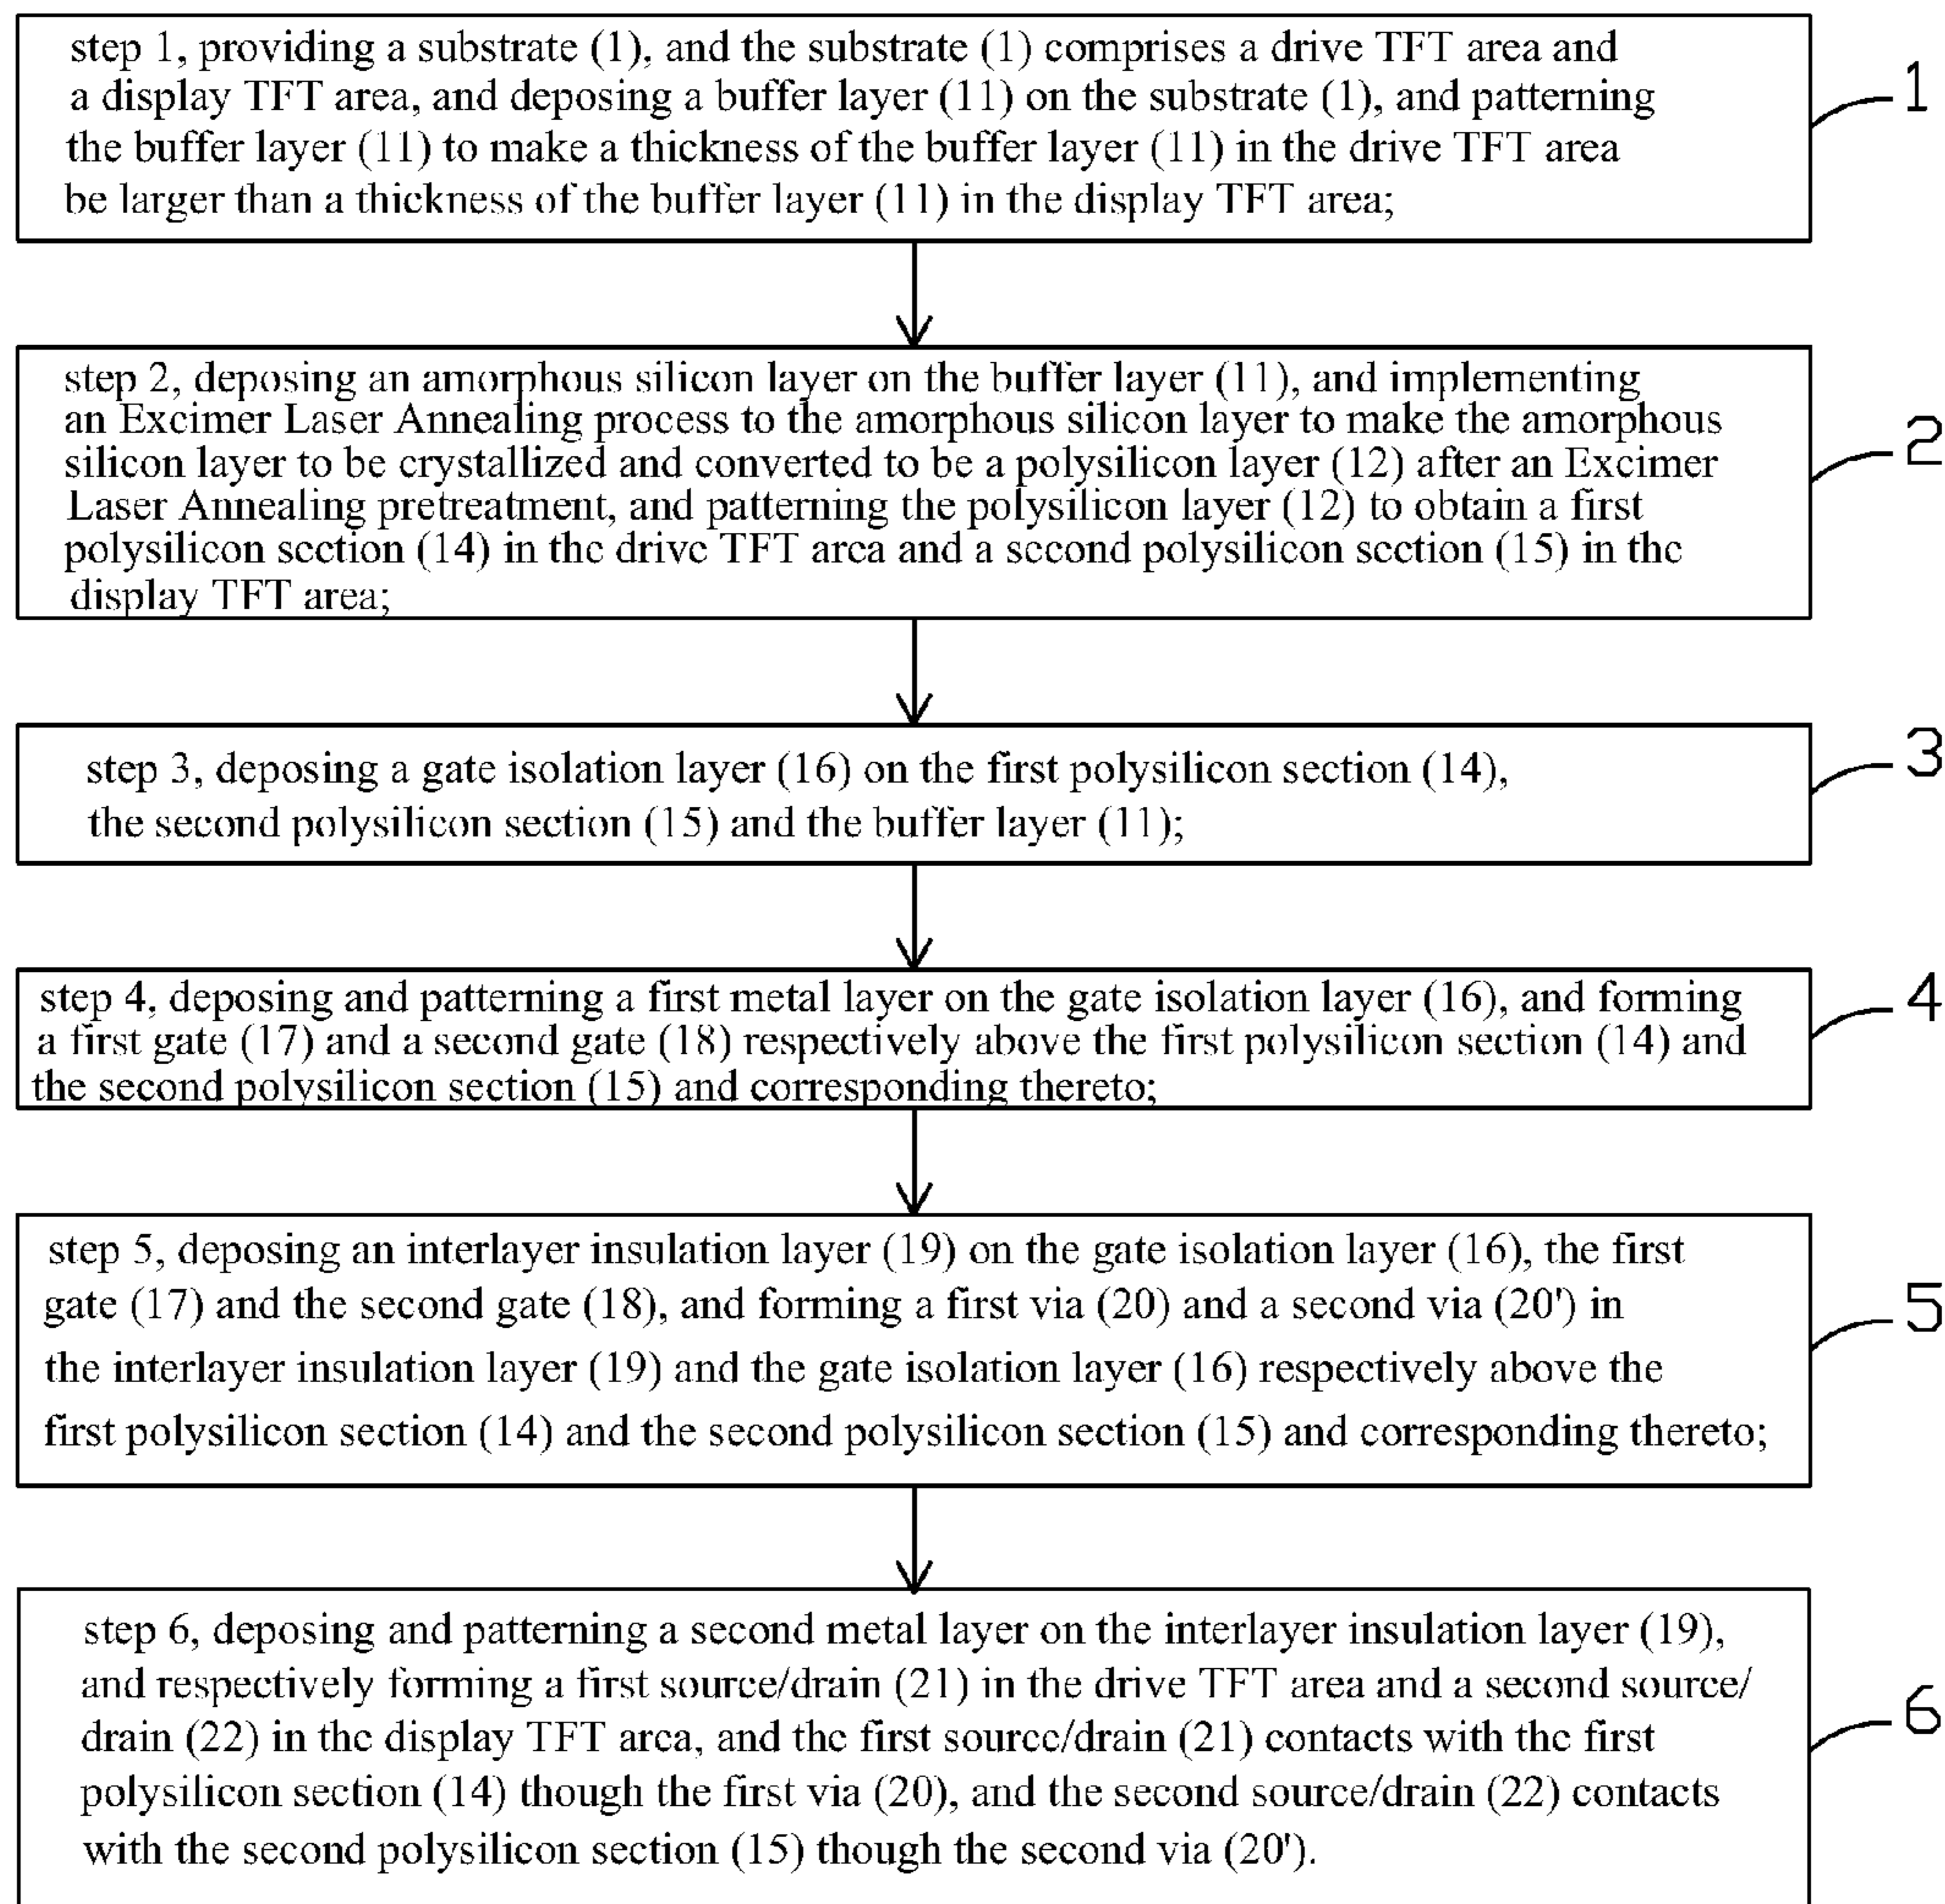 step 1, providing a substrate (1), and the substrate (1) comprises a drive TFT area and
a display TFT area, and deposing a buffer layer (11) on the substrate (1), and patterning
the buffer layer (11) to make a thickness of the buffer layer (11) in the drive TFT area
be larger than a thickness of the buffer layer (11) in the display TFT area;
1
step 2, deposing an amorphous silicon layer on the buffer layer (11), and implementing
an Excimer Laser Annealing process to the amorphous silicon layer to make the amorphous
silicon layer to be crystallized and converted to be a polysilicon layer (12) after an Excimer
Laser Annealing pretreatment, and patterning the polysilicon layer (12) to obtain a first
polysilicon section (14) in the drive TFT area and a second polysilicon section (15) in the
display TFT area;
2
step 3, deposing a gate isolation layer (16) on the first polysilicon section (14),
the second polysilicon section (15) and the buffer layer (11);
3
step 4, deposing and patterning a first metal layer on the gate isolation layer (16), and forming
a first gate (17) and a second gate (18) respectively above the first polysilicon section (14) and
the second polysilicon section (15) and corresponding thereto;
4
step 5, deposing an interlayer insulation layer (19) on the gate isolation layer (16), the first
gate (17) and the second gate (18), and forming a first via (20) and a second via (20') in
the interlayer insulation layer (19) and the gate isolation layer (16) respectively above the
first polysilicon section (14) and the second polysilicon section (15) and corresponding thereto;
5
step 6, deposing and patterning a second metal layer on the interlayer insulation layer (19),
and respectively forming a first source/drain (21) in the drive TFT area and a second source/
drain (22) in the display TFT area, and the first source/drain (21) contacts with the first
polysilicon section (14) though the first via (20), and the second source/drain (22) contacts
with the second polysilicon section (15) though the second via (20').
6